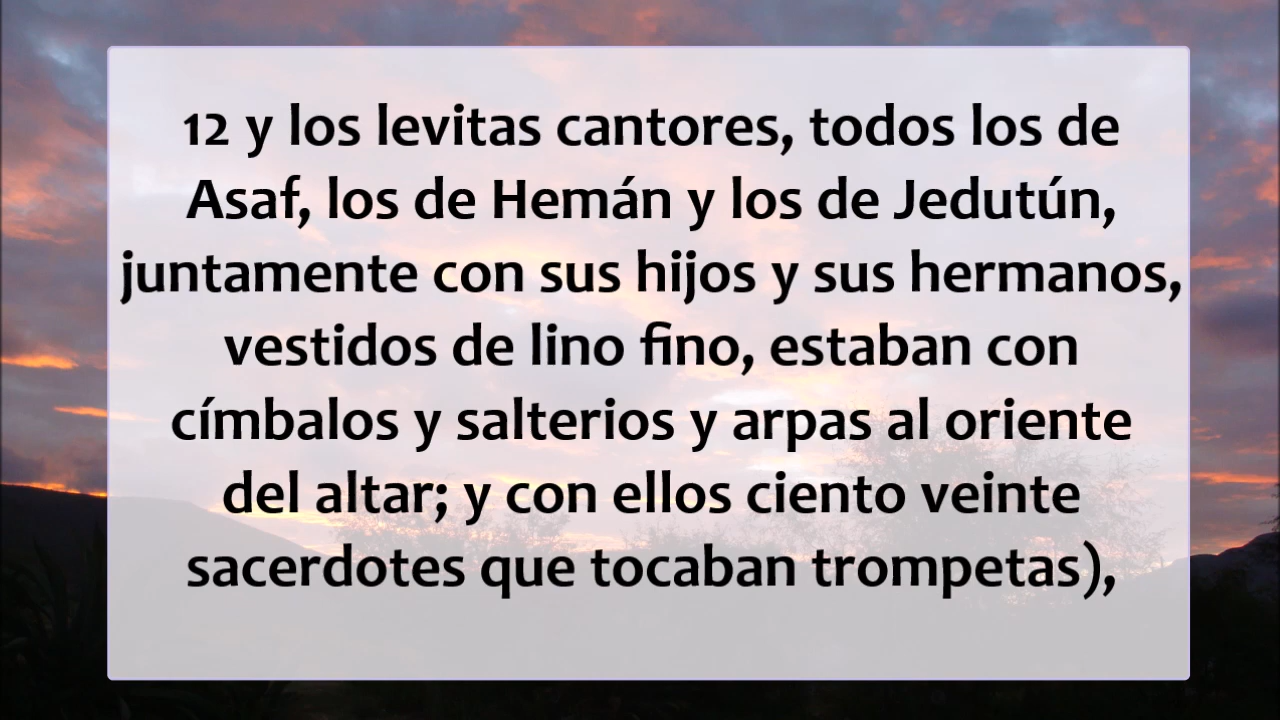 12 y los levitas cantores, todos los de
Asaf, los de Hemán y los de Jedutún,
juntamente con sus hijos y sus hermanos,
vestidos de lino fino, estaban con
címbalos y salterios y arpas al oriente
del altar; y con ellos ciento veinte
sacerdotes que tocaban trompetas),